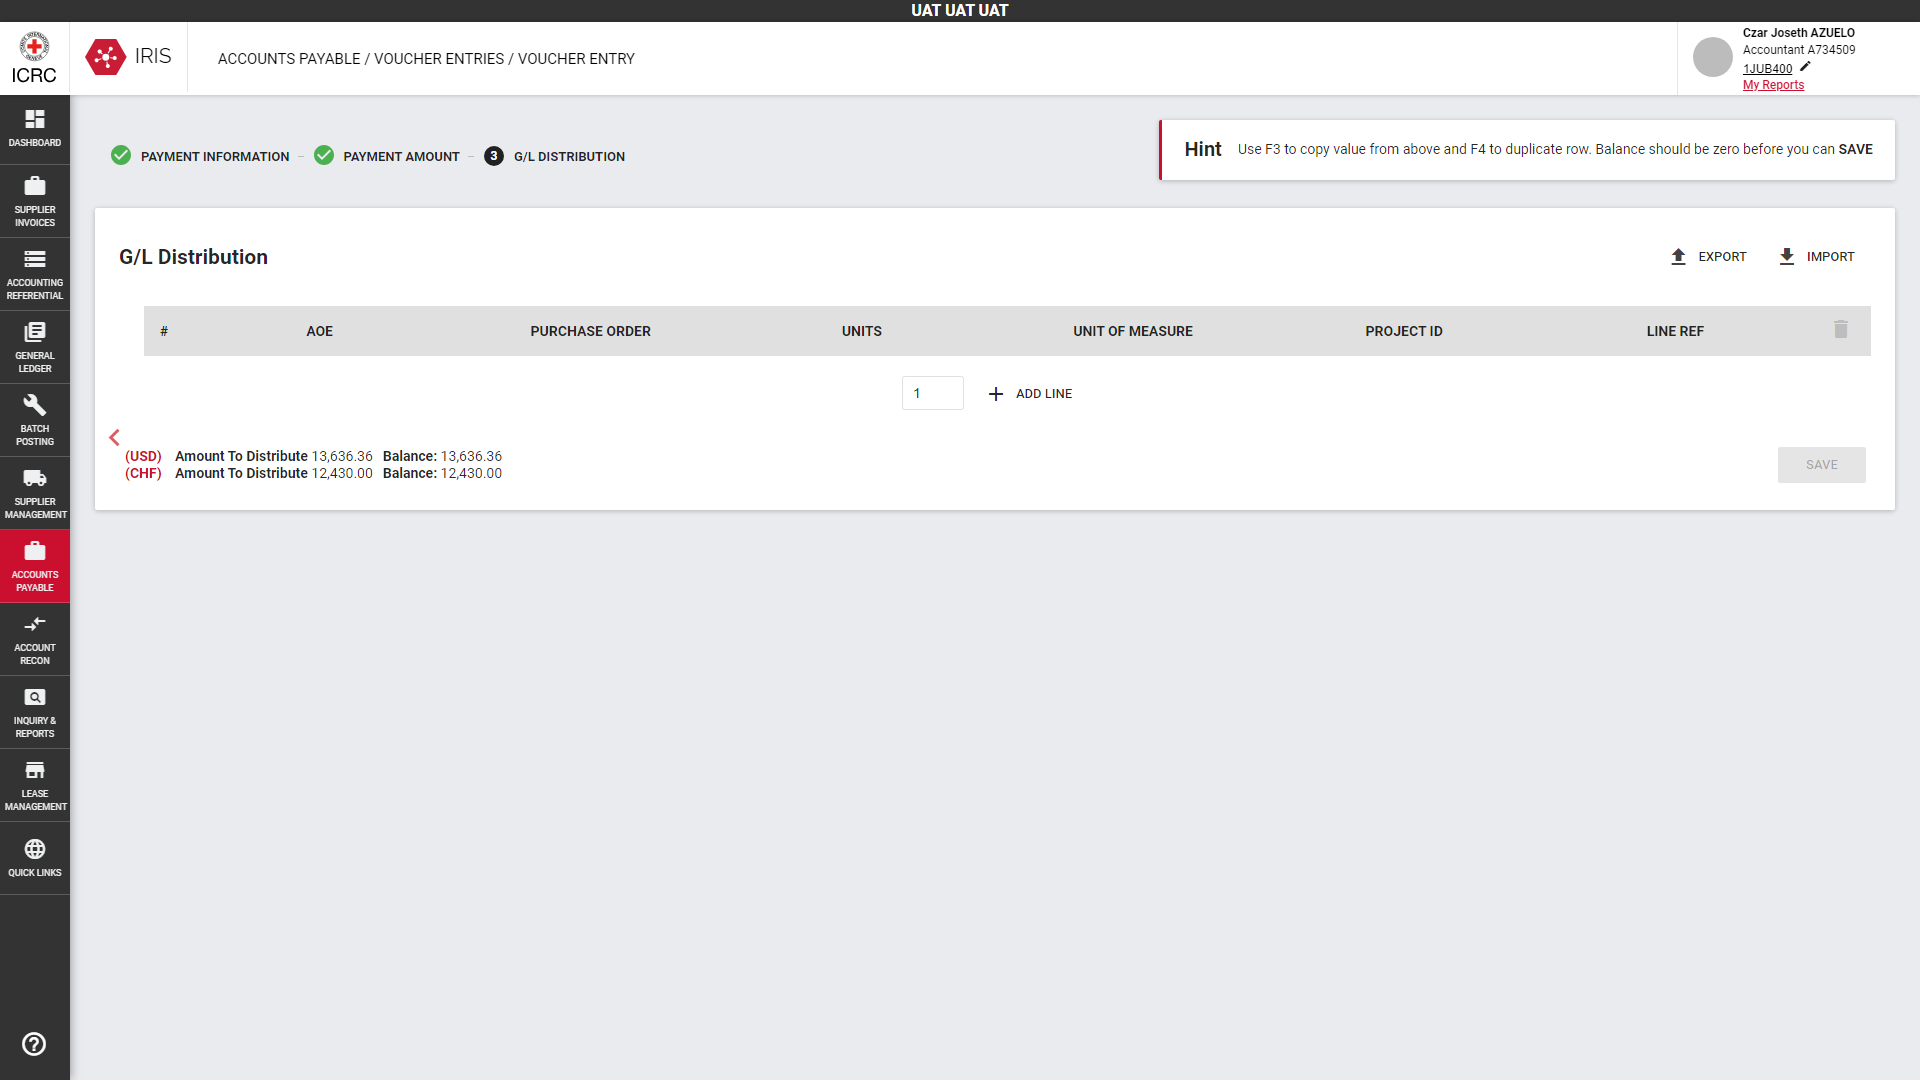 UAT UAT UAT
ICRC
IRIS
ACCOUNTS PAYABLE / VOUCHER ENTRIES / VOUCHER ENTRY
Czar Joseth AZUELO
Accountant A734509
1JUB400
My Reports
DASHBOARD
SUPPLIER
INVOICES
ACCOUNTING
REFERENTIAL
GENERAL
LEDGER
BATCH
POSTING
SUPPLIER
MANAGEMENT
ACCOUNTS
PAYABLE
ACCOUNT
RECON
INQUIRY &
REPORTS
LEASE
MANAGEMENT
QUICK LINKS
PAYMENT INFORMATION
PAYMENT AMOUNT
3 G/L DISTRIBUTION
Hint Use F3 to copy value from above and F4 to duplicate row. Balance should be zero before you can SAVE
G/L Distribution
EXPORT
IMPORT
# AOE PURCHASE ORDER UNITS UNIT OF MEASURE PROJECT ID LINE REF
1 ADD LINE
(USD) Amount To Distribute 13,636.36 Balance: 13,636.36
(CHF) Amount To Distribute 12,430.00 Balance: 12,430.00
SAVE